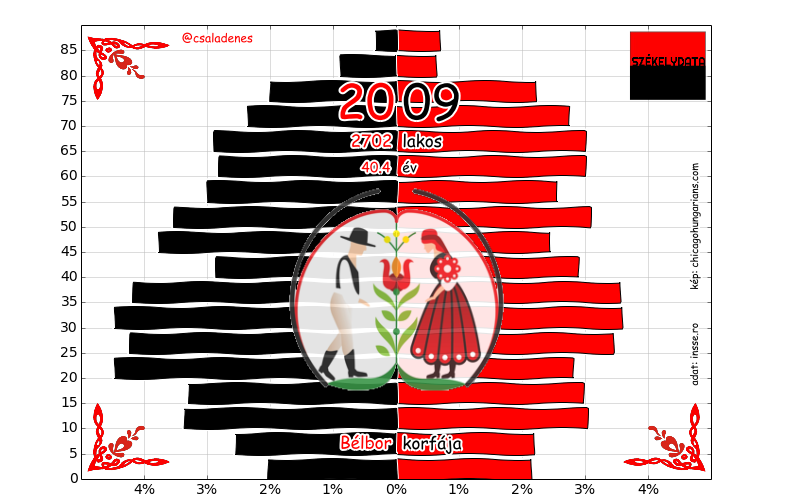 @csaladenes
SZÉKELYDATA
2009
2702 lakos
40.4 év
kép: chicagohungarians.com
adat: insse.ro
Bélbor korfája
85
80
75
70
65
60
55
50
45
40
35
30
25
20
15
10
5
0
4% 3% 2% 1% 0% 1% 2% 3% 4%